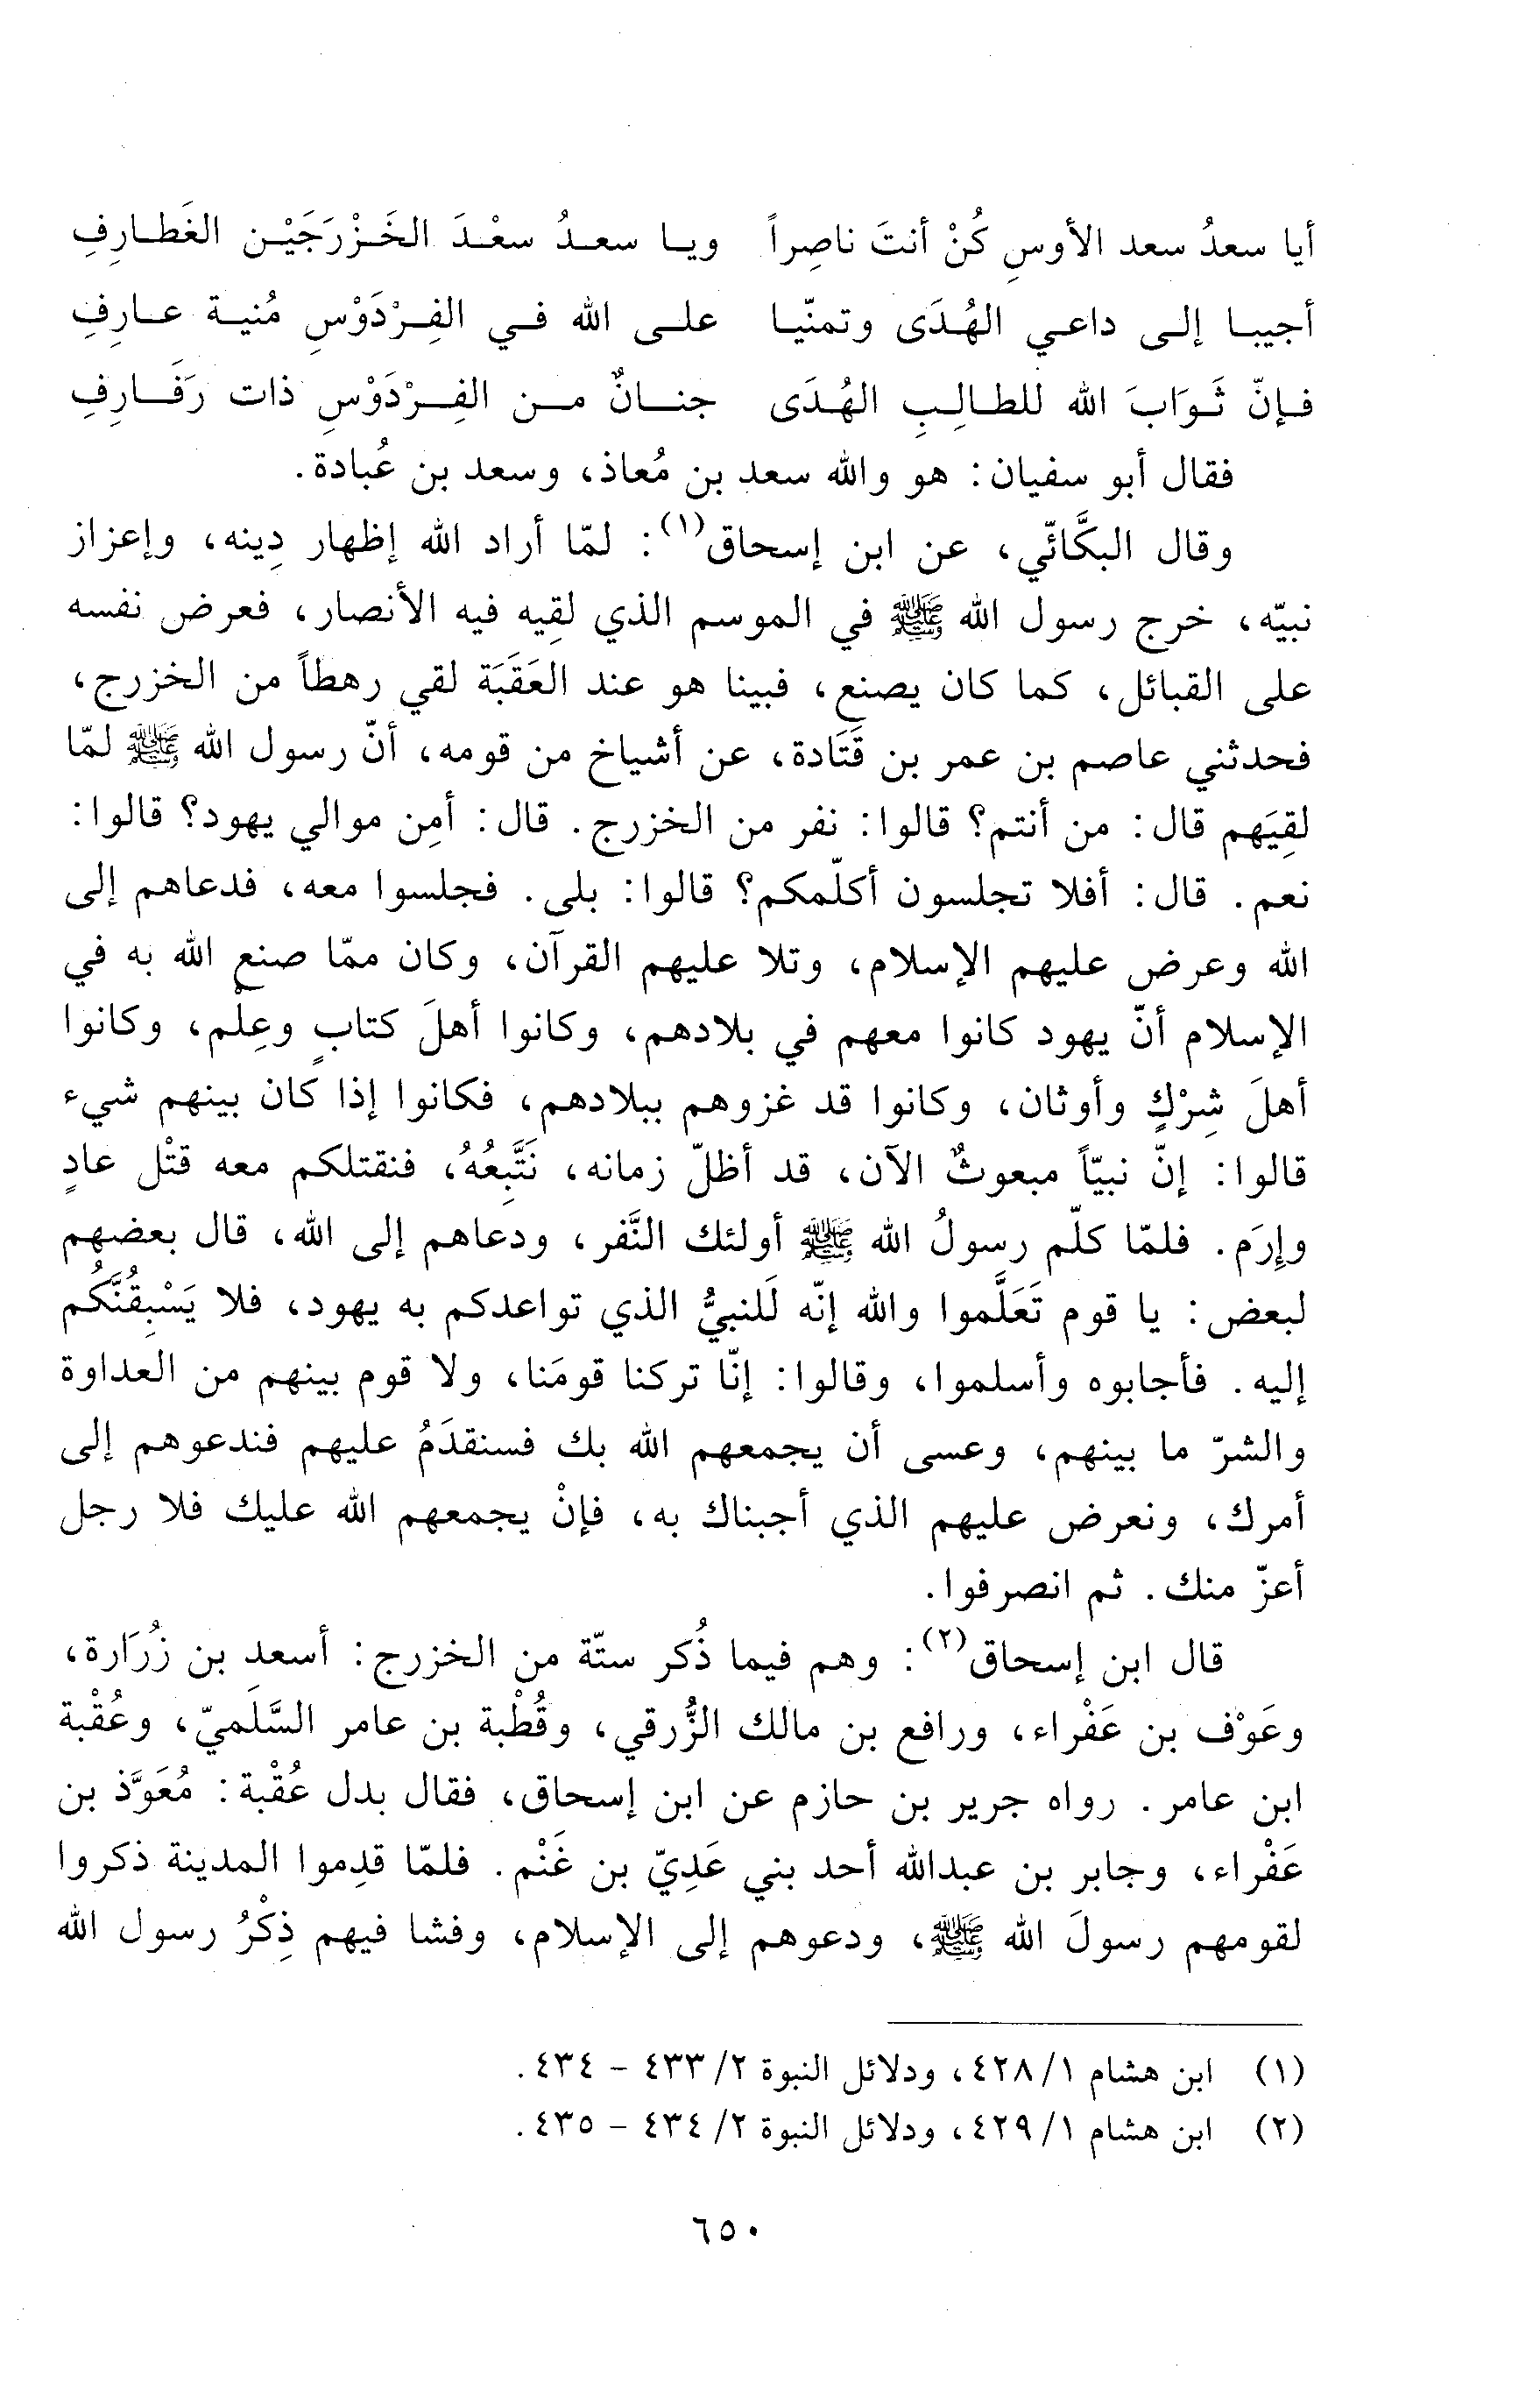 أيا سعدُ سعد الأوسِ كُنْ أنتَ ناصِراً ويا سعدُ سعْدَ الخَزْرَجَيْن الغَطارِفِ
أجيبا إلى داعي الهُدَى وتمنّيا على الله في الفِرْدَوْسِ مُنية عارِفِ
فإنّ ثَوَابَ الله للطالِبِ الهُدَى جنانٌ من الفِرْدَوْسِ ذات رَفَارِفِ
فقال أبو سفيان: هو والله سعد بن مُعاذ، وسعد بن عُبادة.
وقال البكَّائّي، عن ابن إسحاق(١): لمّا أراد الله إظهار دِينه، وإعزاز
نبيّه، خرج رسول الله ﷺ في الموسم الذي لقِيه فيه الأنصار، فعرض نفسه
على القبائل، كما كان يصنع، فبينا هو عند العَقَبَة لقي رهطاً من الخزرج،
فحدثني عاصم بن عمر بن قَتَادة، عن أشياخ من قومه، أنّ رسول الله ﷺ لمّا
لقِيَهم قال: من أنتم؟ قالوا: نفر من الخزرج. قال: أمِن موالي يهود؟ قالوا:
نعم. قال: أفلا تجلسون أكلّمكم؟ قالوا: بلى. فجلسوا معه، فدعاهم إلى
الله وعرض عليهم الإسلام، وتلا عليهم القرآن، وكان ممّا صنع الله به في
الإسلام أنّ يهود كانوا معهم في بلادهم، وكانوا أهلَ كتابٍ وعِلْم، وكانوا
أهلَ شِرْكٍ وأوثان، وكانوا قد غزوهم ببلادهم، فكانوا إذا كان بينهم شيء
قالوا: إنّ نبيّاً مبعوثٌ الآن، قد أظلّ زمانه، نَتَّبِعُهُ، فنقتلكم معه قتْل عادٍ
وإرَم. فلمّا كلّم رسولُ الله ﷺ أولئك النَّفر، ودعاهم إلى الله، قال بعضهم
لبعض: يا قوم تَعَلَّموا والله إنّه لَلنبيُّ الذي تواعدكم به يهود، فلا يَسْبِقُنَّكُم
إليه. فأجابوه وأسلموا، وقالوا: إنّا تركنا قومَنا، ولا قوم بينهم من العداوة
والشرّ ما بينهم، وعسى أن يجمعهم الله بك فسنقدَمُ عليهم فندعوهم إلى
أمرك، ونعرض عليهم الذي أجبناك به، فإنْ يجمعهم الله عليك فلا رجل
أعزّ منك. ثم انصرفوا.
قال ابن إسحاق(٢): وهم فيما ذُكر ستّة من الخزرج: أسعد بن زُرَارة،
وعَوْف بن عَفْراء، ورافع بن مالك الزُّرقي، وقُطْبة بن عامر السَّلَميّ، وعُقْبة
ابن عامر. رواه جرير بن حازم عن ابن إسحاق، فقال بدل عُقْبة: مُعَوَّذ بن
عَفْراء، وجابر بن عبدالله أحد بني عَدِيّ بن غَنْم. فلمّا قدِموا المدينة ذكروا
لقومهم رسولَ الله ﷺ، ودعوهم إلى الإسلام، وفشا فيهم ذِكْرُ رسول الله
(١) ابن هشام ١/ ٤٢٨، ودلائل النبوة ٢/ ٤٣٣ - ٤٣٤.
(٢) ابن هشام ١/ ٤٢٩، ودلائل النبوة ٢/ ٤٣٤ - ٤٣٥.
٦٥٠